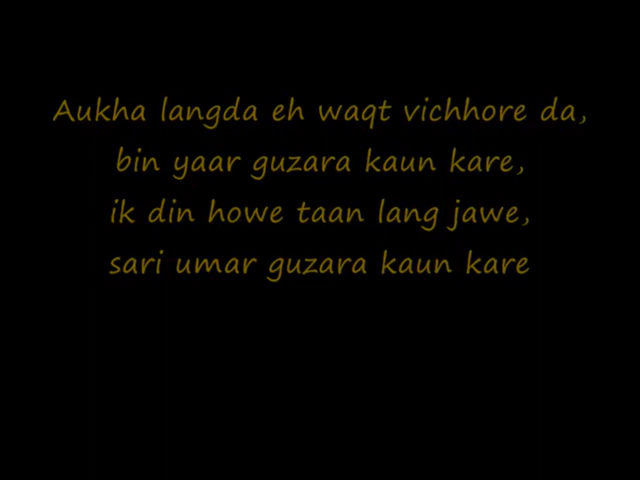 Aukha langda eh waqt vichhore da,
bin yaar guzara kaun kare,
ik din howe taan lang jawe,
sari umar guzara kaun kare